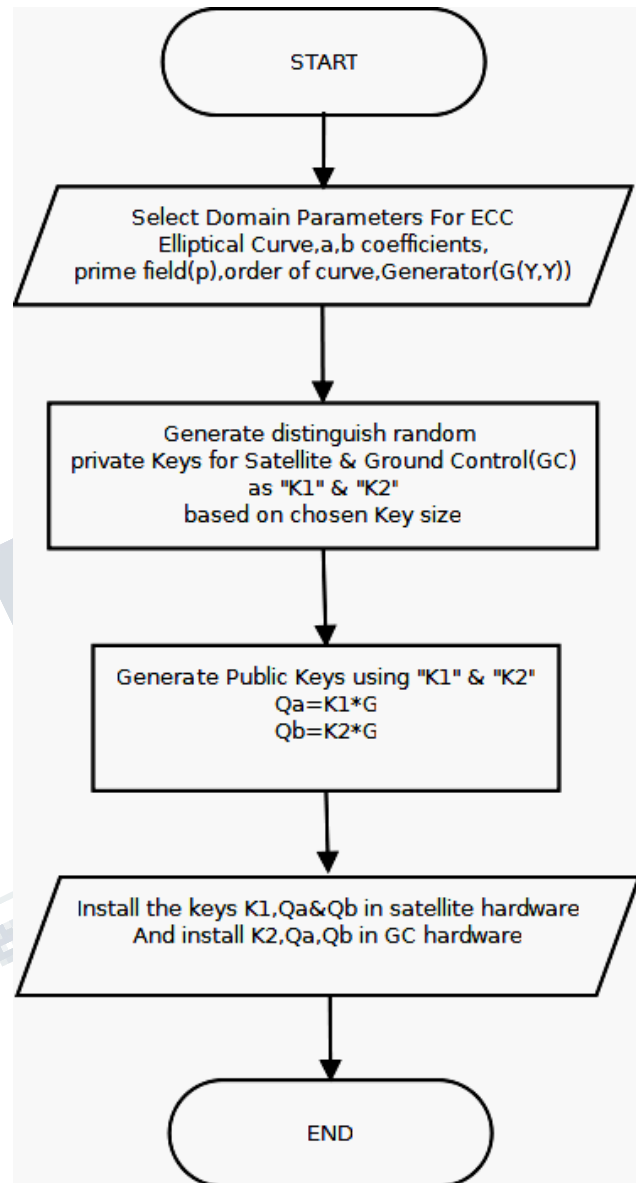 START
Select Domain Parameters For ECC
Elliptical Curve,a,b coefficients,
prime field(p),order of curve,Generator(G(Y,Y))
Generate distinguish random
private Keys for Satellite & Ground Control(GC)
as "K1" & "K2"
based on chosen Key size
Generate Public Keys using "K1" & "K2"
Qa=K1*G
Qb=K2*G
Install the keys K1,Qa&Qb in satellite hardware
And install K2,Qa,Qb in GC hardware
END